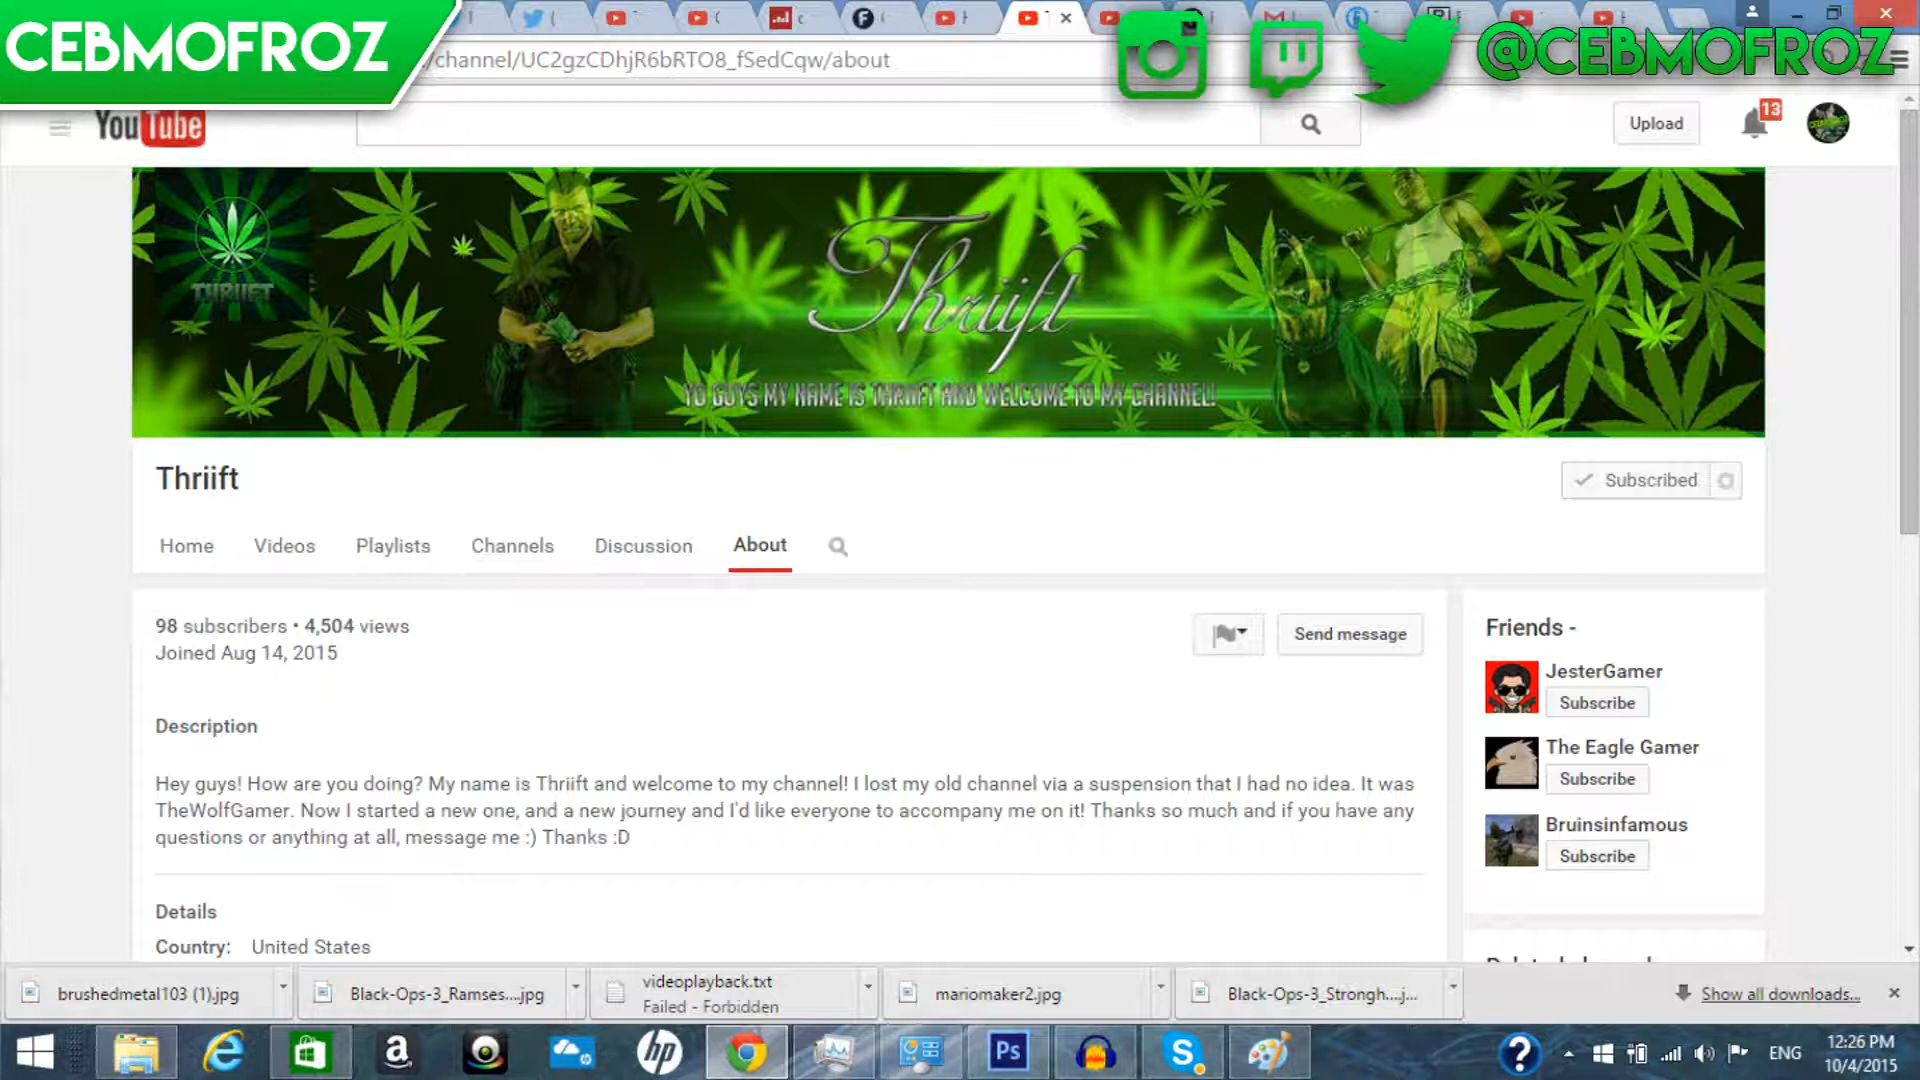 CEBMOFROZ
@CEBMOFROZ
/channel/UC2gzCDhjR6bRTO8_fSedCqw/about
YouTube
Upload
13
THRIIFT
Thriift
YO GUYS MY NAME IS THRIIFT AND WELCOME TO MY CHANNEL!
Thriift
Subscribed
Home Videos Playlists Channels Discussion About
98 subscribers • 4,504 views
Joined Aug 14, 2015
Send message
Description
Hey guys! How are you doing? My name is Thriift and welcome to my channel! I lost my old channel via a suspension that I had no idea. It was
TheWolfGamer. Now I started a new one, and a new journey and I'd like everyone to accompany me on it! Thanks so much and if you have any
questions or anything at all, message me :) Thanks :D
Details
Country: United States
Friends -
JesterGamer
Subscribe
The Eagle Gamer
Subscribe
Bruinsinfamous
Subscribe
brushedmetal103 (1).jpg
Black-Ops-3_Ramses....jpg
videoplayback.txt
Failed - Forbidden
mariomaker2.jpg
Black-Ops-3_Strongh....j...
Show all downloads...
a
hp
Ps
S
?
ENG
12:26 PM
10/4/2015